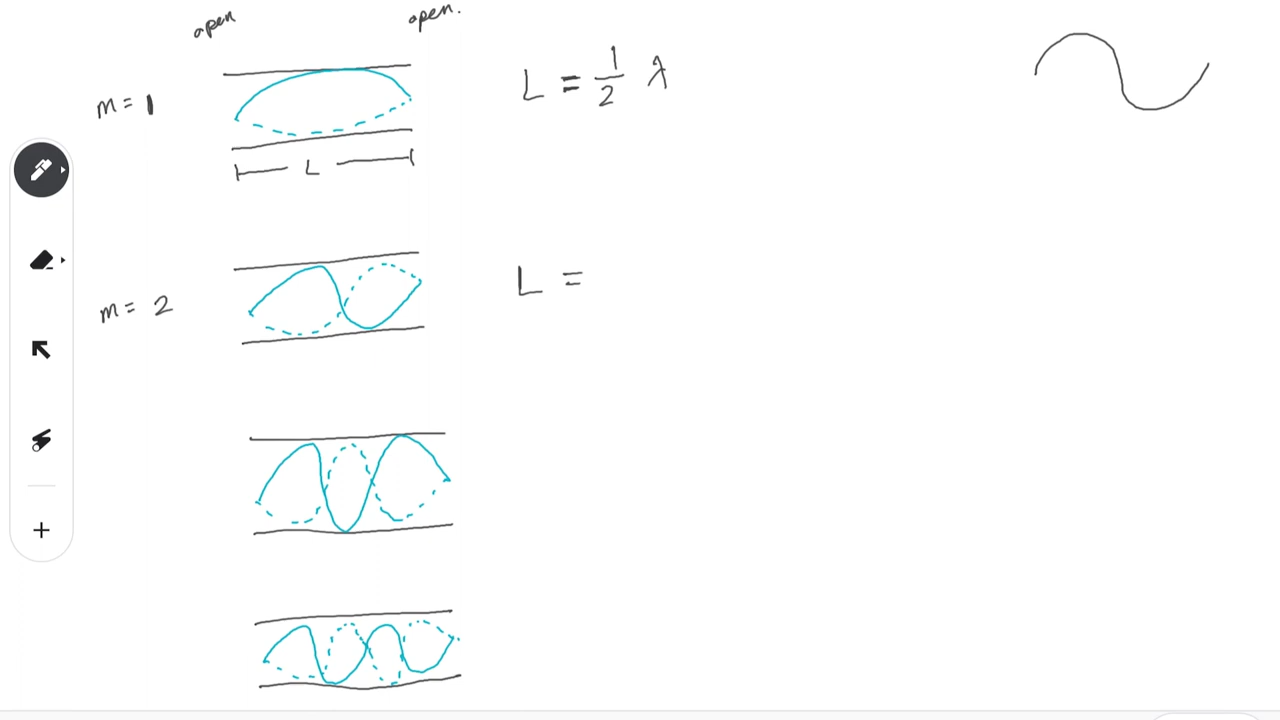 open open.
m = 1 L = 1/2 λ
L
m = 2 L =